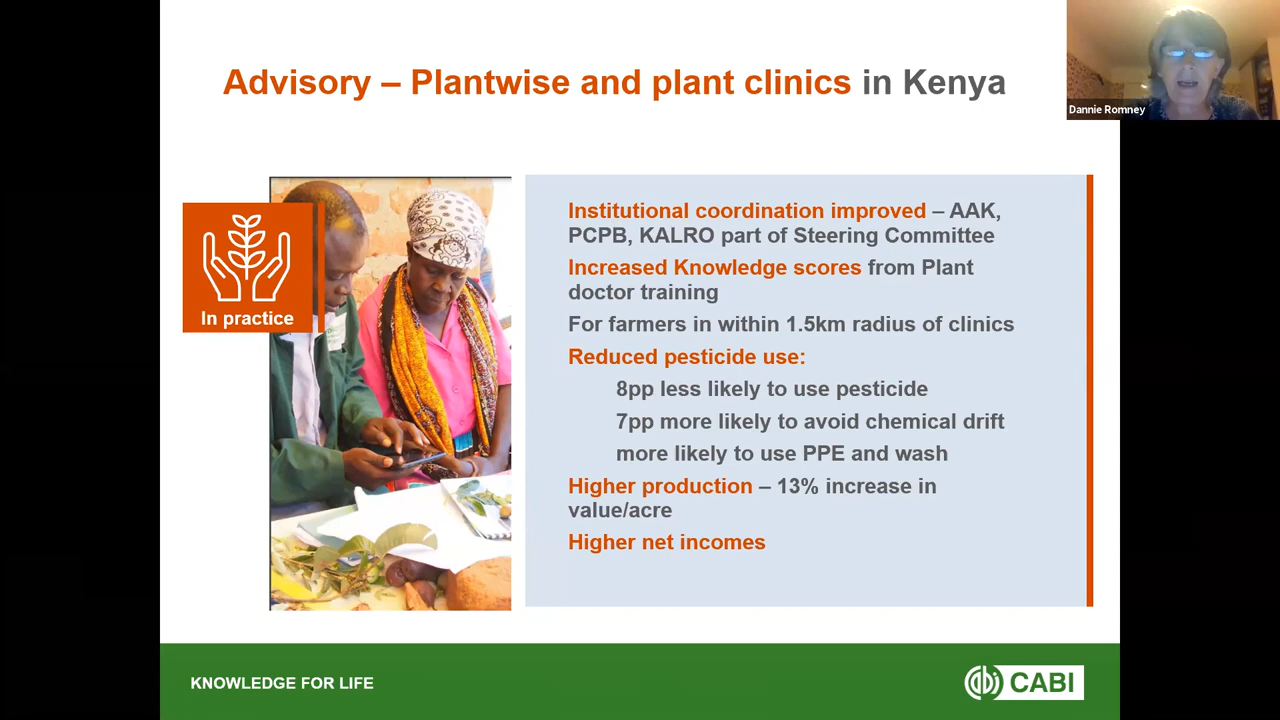 Advisory – Plantwise and plant clinics in Kenya
Dannie Romney
In practice
Institutional coordination improved – AAK,
PCPB, KALRO part of Steering Committee
Increased Knowledge scores from Plant
doctor training
For farmers in within 1.5km radius of clinics
Reduced pesticide use:
8pp less likely to use pesticide
7pp more likely to avoid chemical drift
more likely to use PPE and wash
Higher production – 13% increase in
value/acre
Higher net incomes
KNOWLEDGE FOR LIFE
CABI